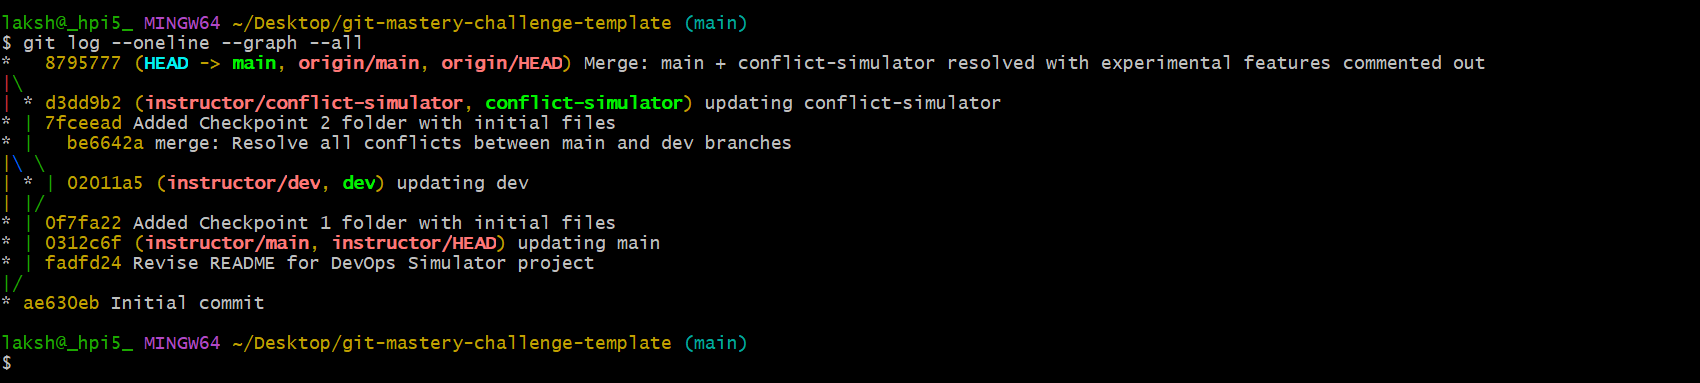 laksh@_hpi5_ MINGW64 ~/Desktop/git-mastery-challenge-template (main)
$ git log --oneline --graph --all
*   8795777 (HEAD -> main, origin/main, origin/HEAD) Merge: main + conflict-simulator resolved with experimental features commented out
|\
| * d3dd9b2 (instructor/conflict-simulator, conflict-simulator) updating conflict-simulator
* | 7fceead Added Checkpoint 2 folder with initial files
* |   be6642a merge: Resolve all conflicts between main and dev branches
|\ \
| * | 02011a5 (instructor/dev, dev) updating dev
| |/
* | 0f7fa22 Added Checkpoint 1 folder with initial files
* | 0312c6f (instructor/main, instructor/HEAD) updating main
* | fadfd24 Revise README for DevOps Simulator project
|/
* ae630eb Initial commit
laksh@_hpi5_ MINGW64 ~/Desktop/git-mastery-challenge-template (main)
$